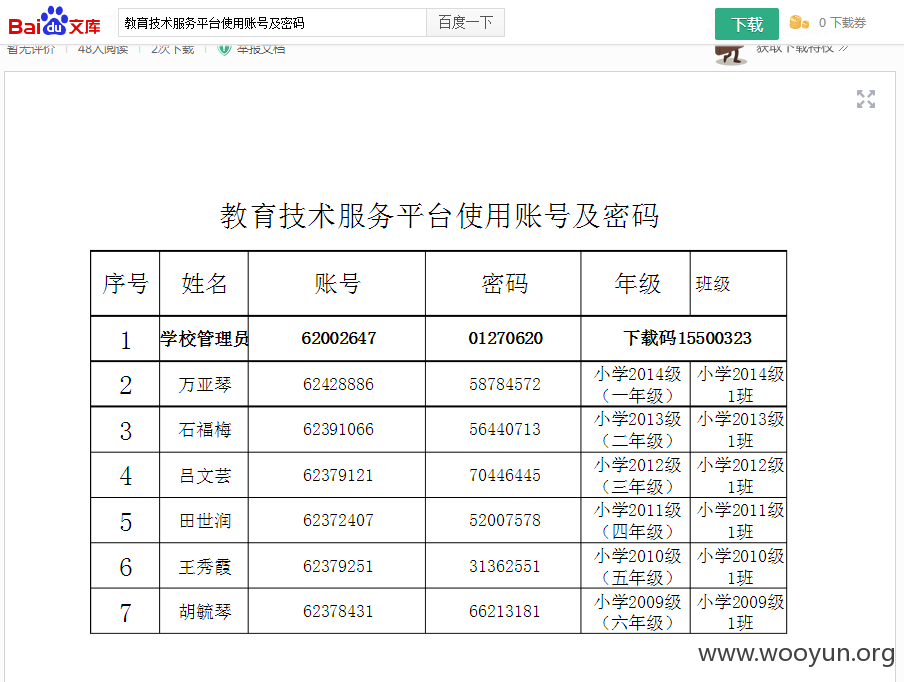 Bai du 文库 教育技术服务平台使用账号及密码 百度一下 下载 0 下载券
暂无评价 48人阅读 2次下载 举报文档 获取下载特权
教育技术服务平台使用账号及密码
序号 姓名 账号 密码 年级 班级
1 学校管理员 62002647 01270620 下载码15500323
2 万亚琴 62428886 58784572 小学2014级（一年级） 小学2014级1班
3 石福梅 62391066 56440713 小学2013级（二年级） 小学2013级1班
4 吕文芸 62379121 70446445 小学2012级（三年级） 小学2012级1班
5 田世润 62372407 52007578 小学2011级（四年级） 小学2011级1班
6 王秀霞 62379251 31362551 小学2010级（五年级） 小学2010级1班
7 胡毓琴 62378431 66213181 小学2009级（六年级） 小学2009级1班
www.wooyun.org